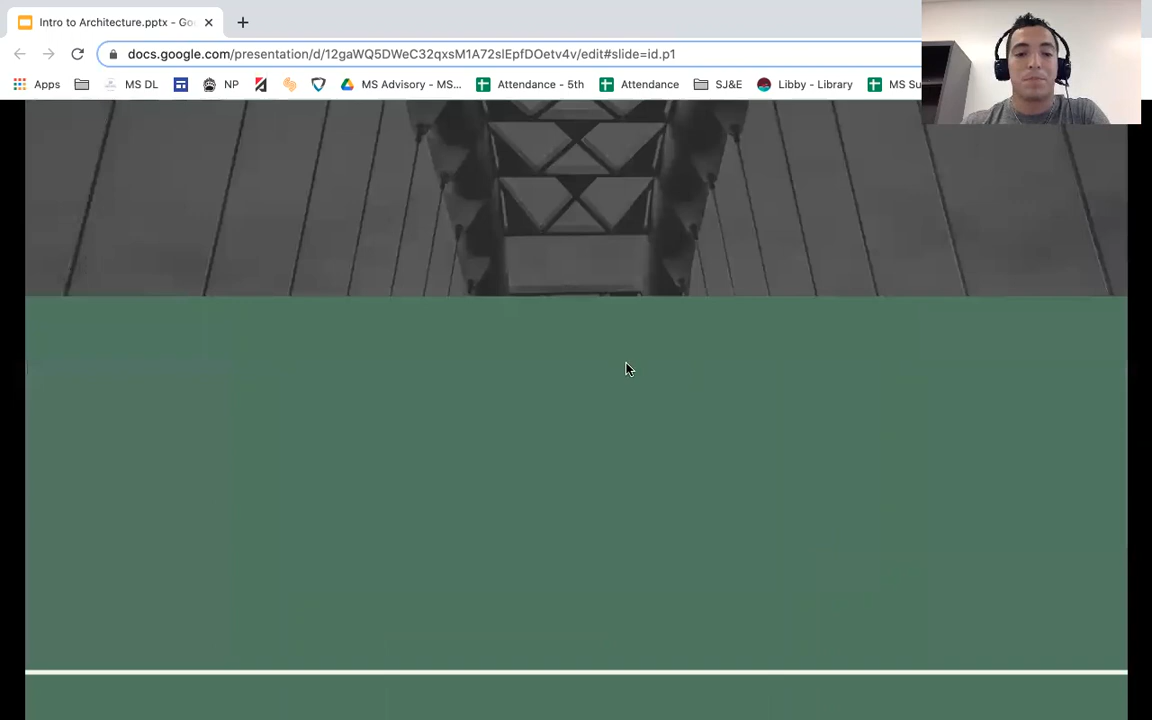 Intro to Architecture.pptx - Go
docs.google.com/presentation/d/12gaWQ5DWeC32qxsM1A72slEpfDOetv4v/edit#slide=id.p1
Apps MS DL NP MS Advisory - MS... Attendance - 5th Attendance SJ&E Libby - Library MS Su